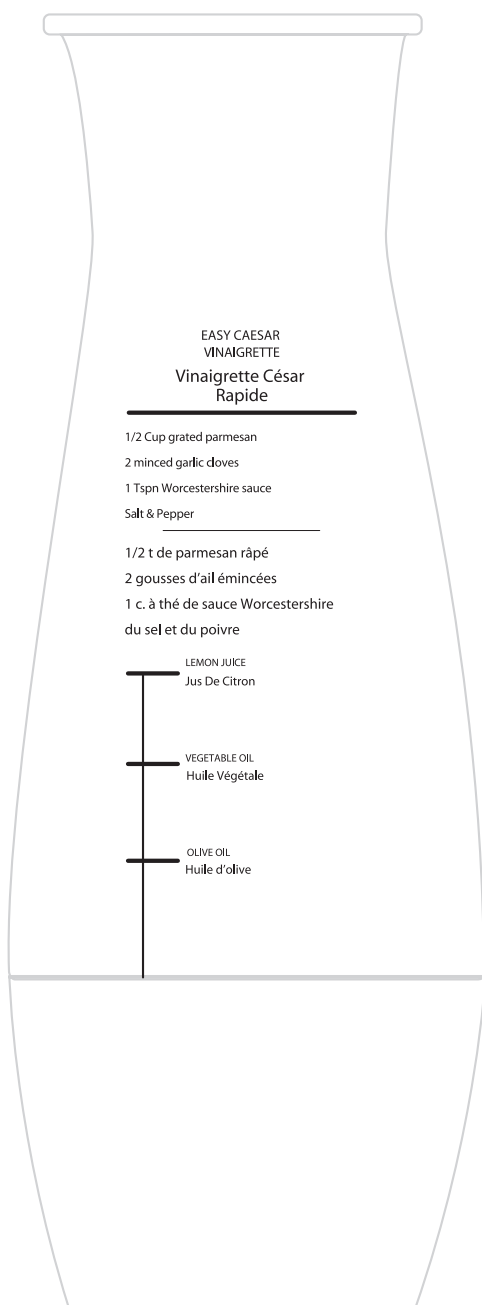 EASY CAESAR
VINAIGRETTE
Vinaigrette César
Rapide
1/2 Cup grated parmesan
2 minced garlic cloves
1 Tspn Worcestershire sauce
Salt & Pepper
1/2 t de parmesan râpé
2 gousses d'ail émincées
1 c. à thé de sauce Worcestershire
du sel et du poivre
LEMON JUICE
Jus De Citron
VEGETABLE OIL
Huile Végétale
OLIVE OIL
Huile d'olive